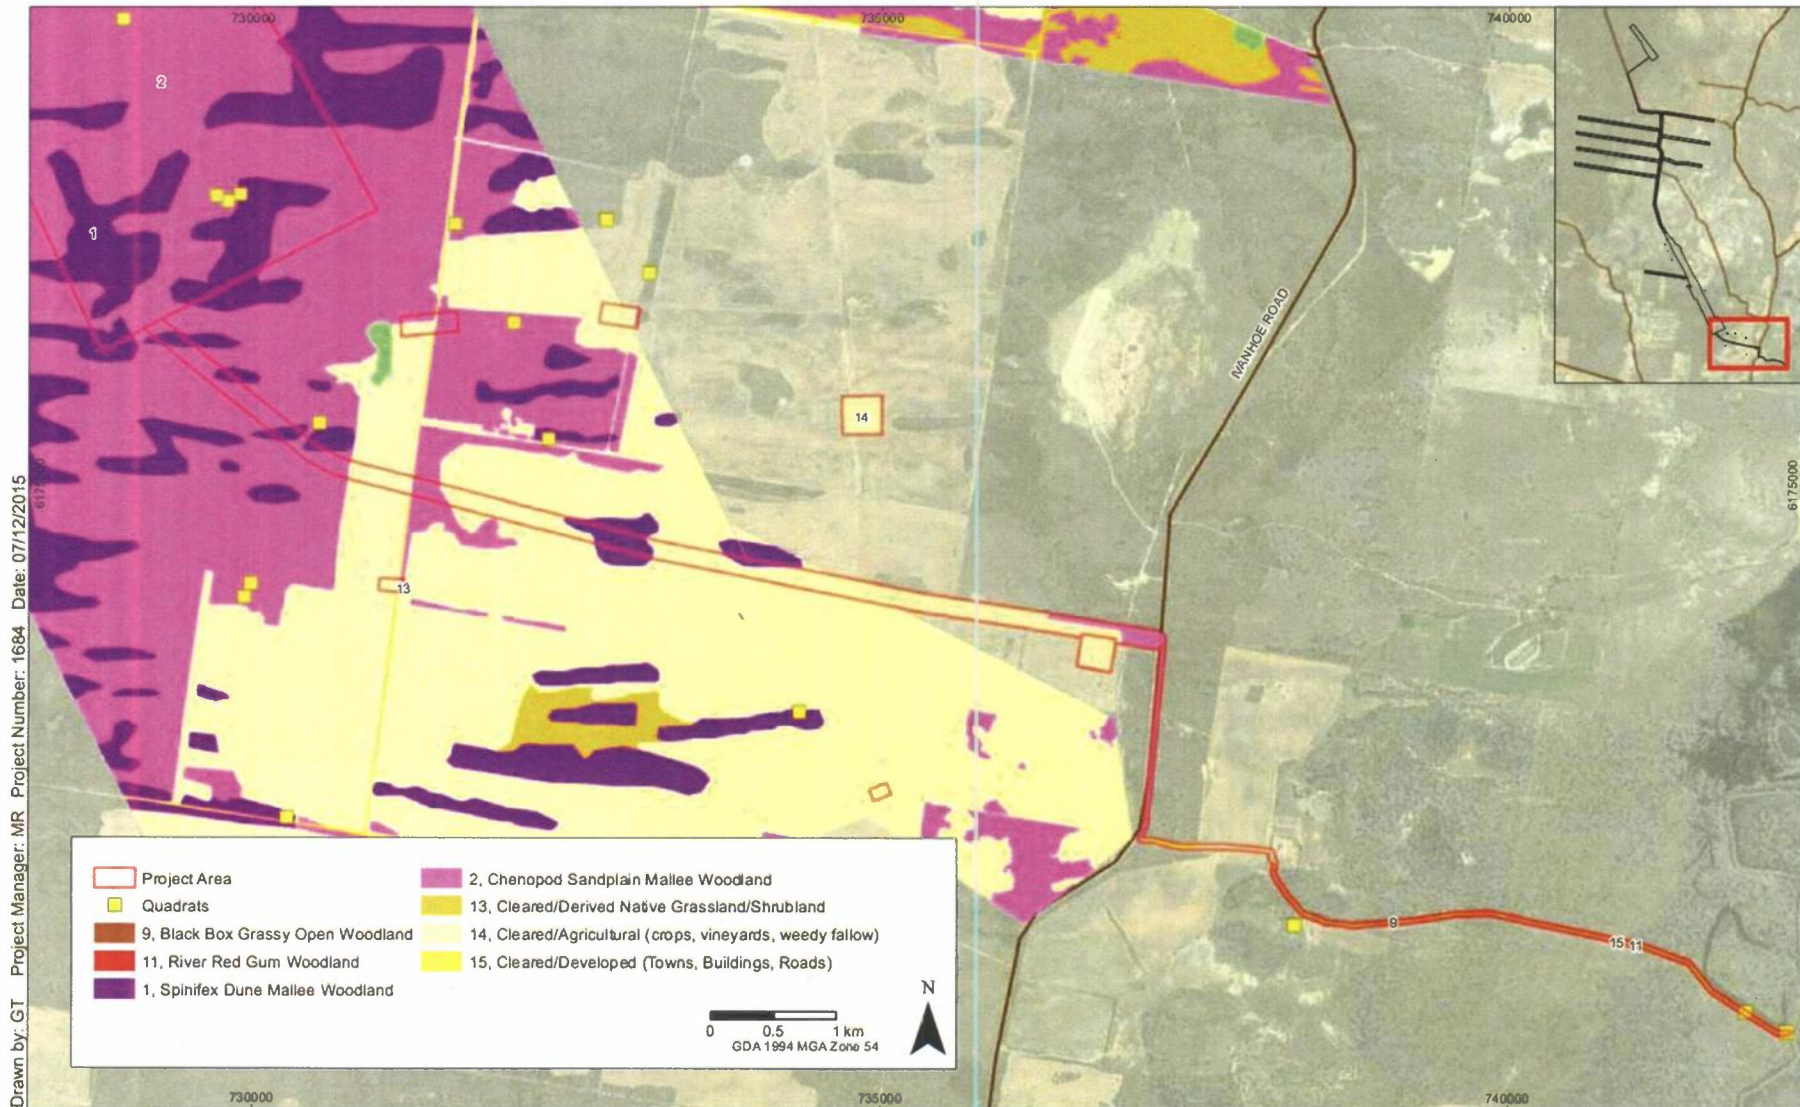 730000
735000
740000
2
1
IVANHOE ROAD
14
6175000
13
Drawn by: GT Project Manager: MR Project Number: 1684 Date: 07/12/2015
9
15 11
Project Area
Quadrats
9, Black Box Grassy Open Woodland
11, River Red Gum Woodland
1, Spinifex Dune Mallee Woodland
2, Chenopod Sandplain Mallee Woodland
13, Cleared/Derived Native Grassland/Shrubland
14, Cleared/Agricultural (crops, vineyards, weedy fallow)
15, Cleared/Developed (Towns, Buildings, Roads)
0 0.5 1 km
GDA 1994 MGA Zone 54
N
730000
735000
740000